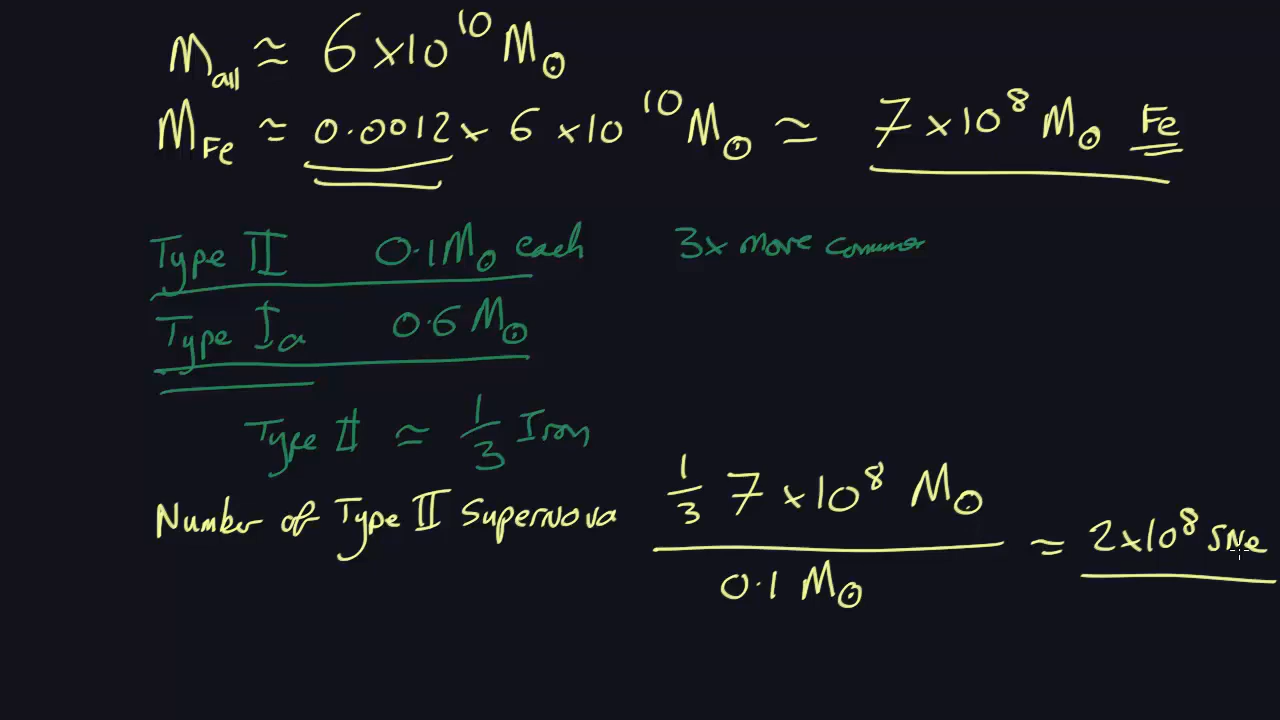 M_all ≃ 6 × 10^10 M_⊙
M_Fe ≃ 0.0012 × 6 × 10^10 M_⊙ ≃ 7 × 10^8 M_⊙ Fe
Type II 0.1 M_⊙ each 3x more common
Type Ia 0.6 M_⊙
Type II ≃ 1/3 Iron
Number of Type II Supernova (1/3 7 × 10^8 M_⊙) / (0.1 M_⊙) ≃ 2 × 10^8 SNe